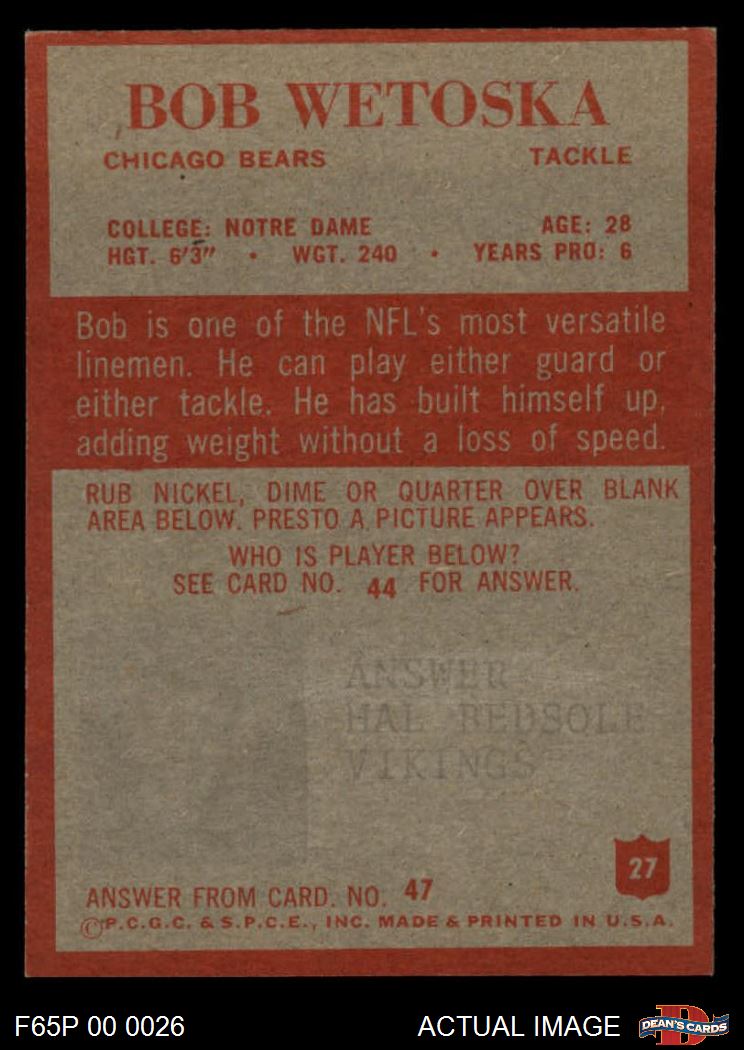 BOB WETOSKA
CHICAGO BEARS TACKLE
COLLEGE: NOTRE DAME AGE: 28
HGT. 6'3" • WGT. 240 • YEARS PRO: 6
Bob is one of the NFL's most versatile
linemen. He can play either guard or
either tackle. He has built himself up,
adding weight without a loss of speed.
RUB NICKEL, DIME OR QUARTER OVER BLANK
AREA BELOW. PRESTO A PICTURE APPEARS.
WHO IS PLAYER BELOW?
SEE CARD NO. 44 FOR ANSWER.
ANSWER
HAL BEDSOLE
VIKINGS
27
ANSWER FROM CARD. NO. 47
©P.C.G.C. & S.P.C.E., INC. MADE & PRINTED IN U.S.A.
F65P 00 0026 ACTUAL IMAGE D DEAN'S CARDS